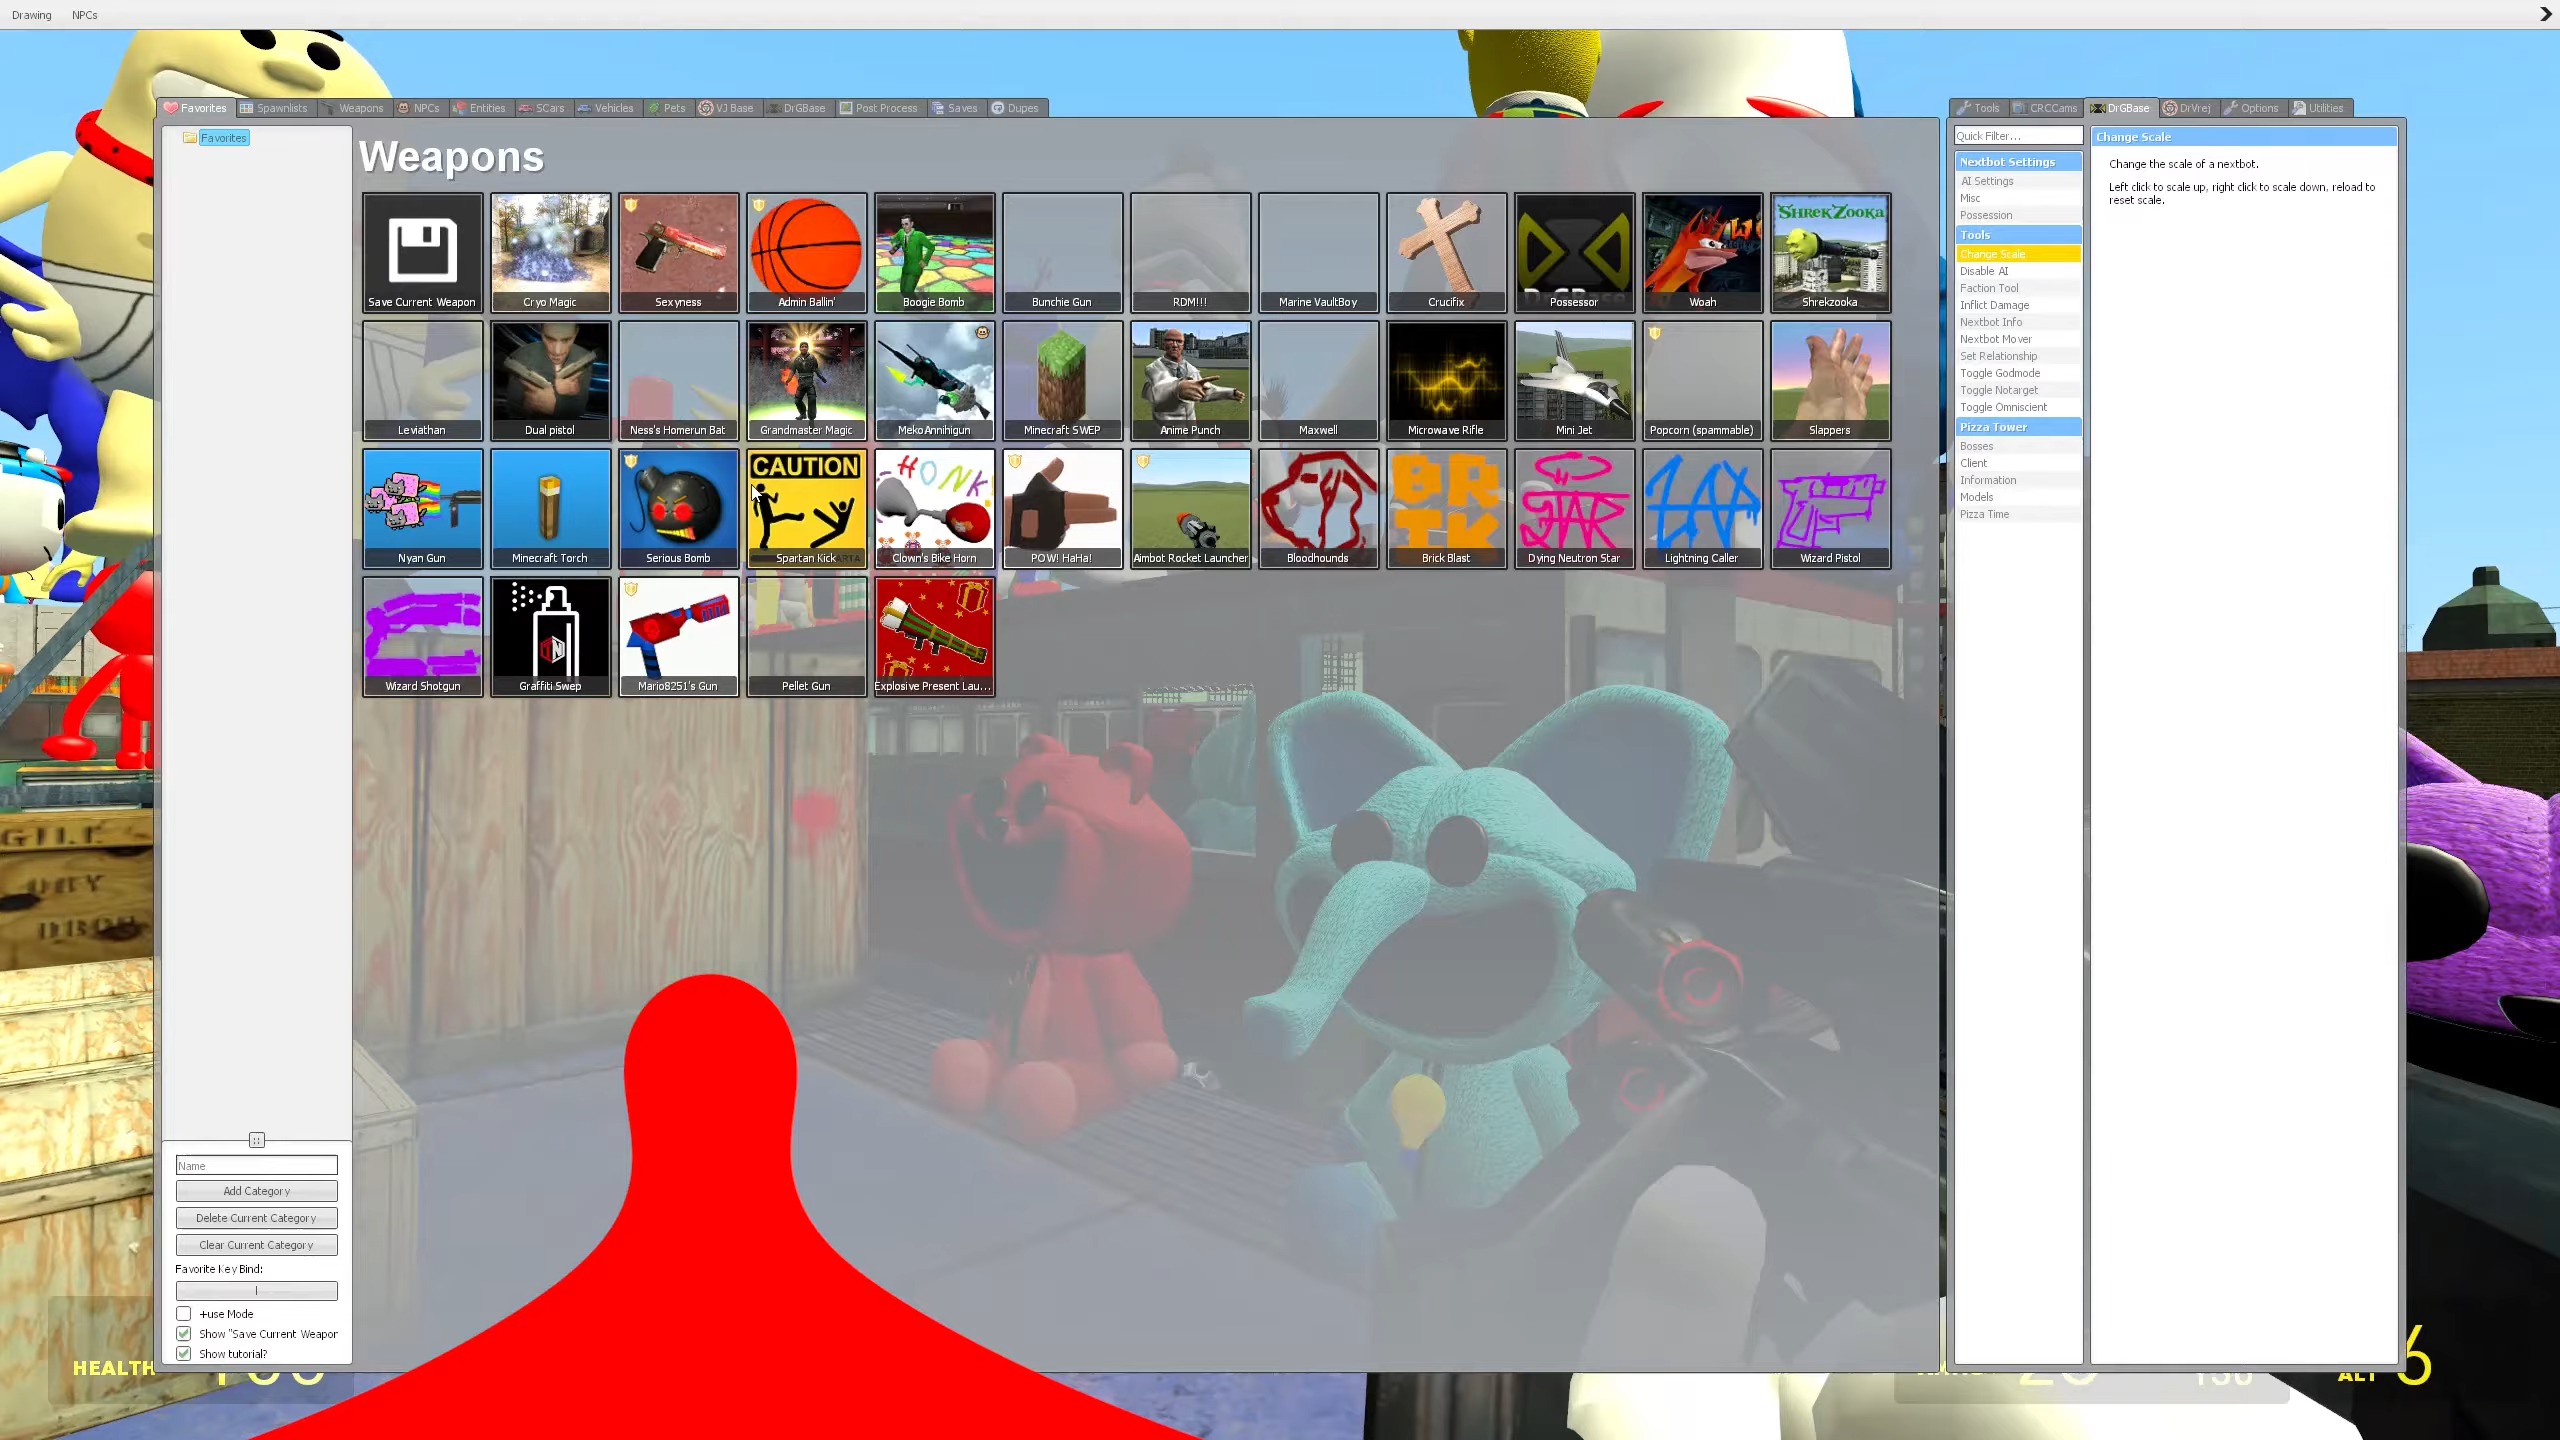 Drawing NPCs
Favorites Spawnlists Weapons NPCs Entities SCars Vehicles Pets VJ Base DrGBase Post Process Saves Dupes
Tools CRCCams DrGBase DrVrej Options Utilities
Favorites
Weapons
SHREKZOOKA
Save Current Weapon Cryo Magic Sexyness Admin Ballin' Boogie Bomb Bunchie Gun RDM!!! Marine VaultBoy Crucifix Possessor Woah Shrekzooka
Leviathan Dual pistol Ness's Homerun Bat Grandmaster Magic MekoAnnihigun Minecraft SWEP Anime Punch Maxwell Microwave Rifle Mini Jet Popcorn (spammable) Slappers
CAUTION HONK BRIK STAR
Nyan Gun Minecraft Torch Serious Bomb Spartan Kick Clown's Bike Horn POW! HaHa! Aimbot Rocket Launcher Bloodhounds Brick Blast Dying Neutron Star Lightning Caller Wizard Pistol
Wizard Shotgun Graffiti Swep Mario8251's Gun Pellet Gun Explosive Present Lau...
Name
Add Category
Delete Current Category
Clear Current Category
Favorite Key Bind:
I
+use Mode
Show "Save Current Weapon
Show tutorial?
Quick Filter...
Nextbot Settings
AI Settings
Misc
Possession
Tools
Change Scale
Disable AI
Faction Tool
Inflict Damage
Nextbot Info
Nextbot Mover
Set Relationship
Toggle Godmode
Toggle Notarget
Toggle Omniscient
Pizza Tower
Bosses
Client
Information
Models
Pizza Time
Change Scale
Change the scale of a nextbot.
Left click to scale up, right click to scale down, reload to
reset scale.
HEALTH
ALT 6